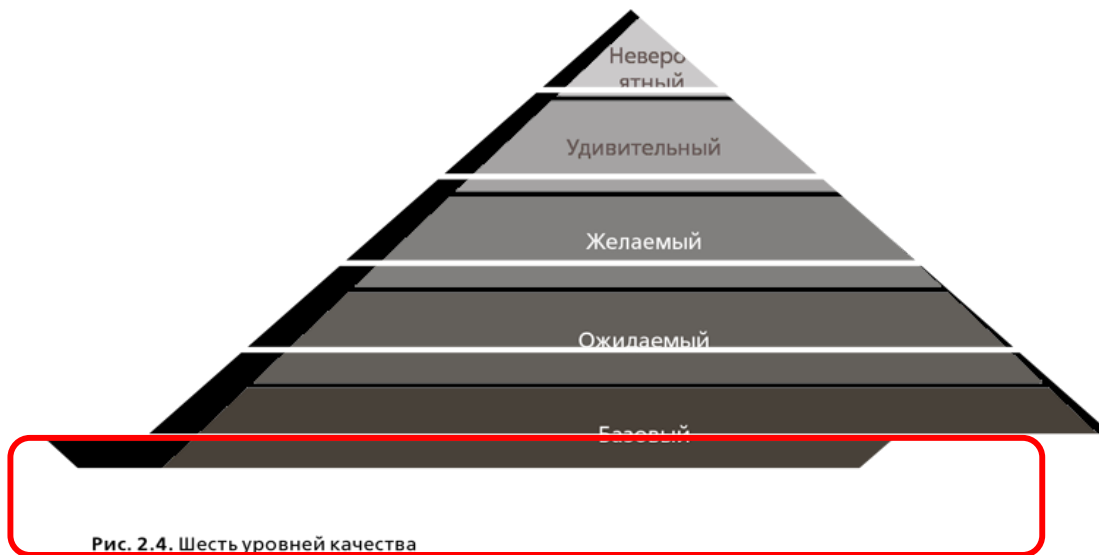 Неверо
ятный
Удивительный
Желаемый
Ожидаемый
Базовый
Рис. 2.4. Шесть уровней качества